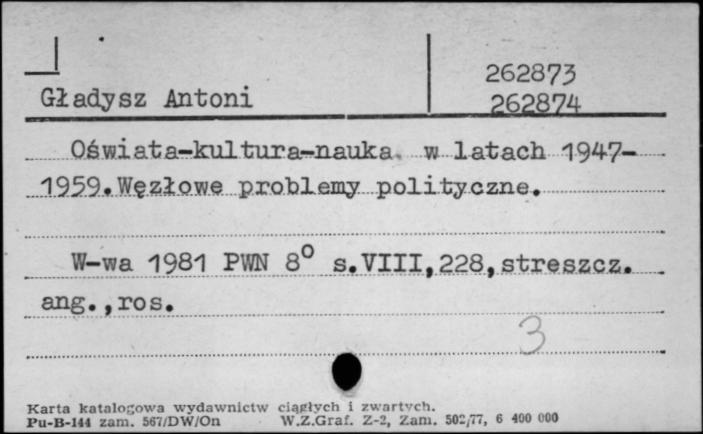 262873
Gładysz Antoni 262874
Oświata-kultura-nauka w latach 1947-
1959.Węzłowe problemy polityczne.
W-wa 1981 PWN 8° s.VIII,228,streszcz.
ang.,ros.
3
Karta katalogowa wydawnictw ciągłych i zwartych.
Pu-B-144 zam. 567/DW/On W.Z.Graf. Z-2, Zam. 502/77, 6 400 000